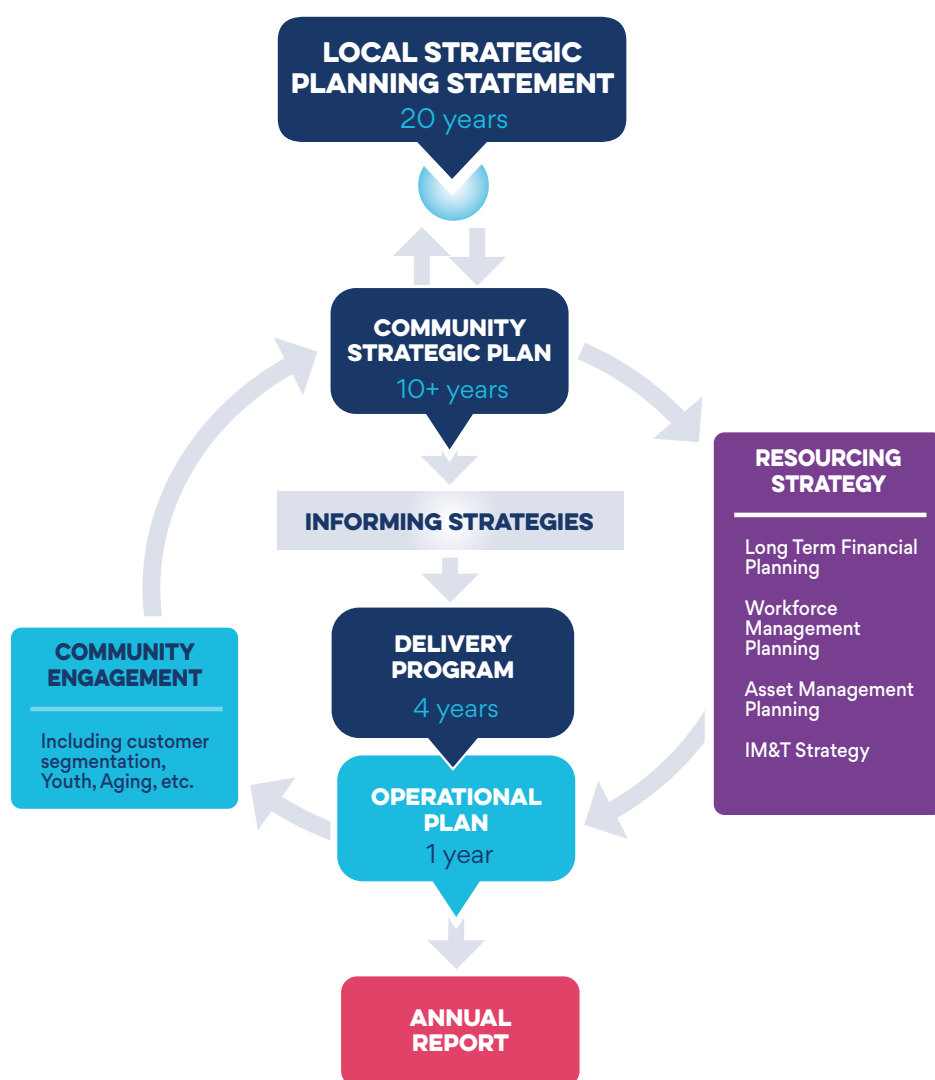 LOCAL STRATEGIC
PLANNING STATEMENT
20 years
COMMUNITY
STRATEGIC PLAN
10+ years
INFORMING STRATEGIES
DELIVERY
PROGRAM
4 years
OPERATIONAL
PLAN
1 year
ANNUAL
REPORT
RESOURCING
STRATEGY
Long Term Financial
Planning
Workforce
Management
Planning
Asset Management
Planning
IM&T Strategy
COMMUNITY
ENGAGEMENT
Including customer
segmentation,
Youth, Aging, etc.